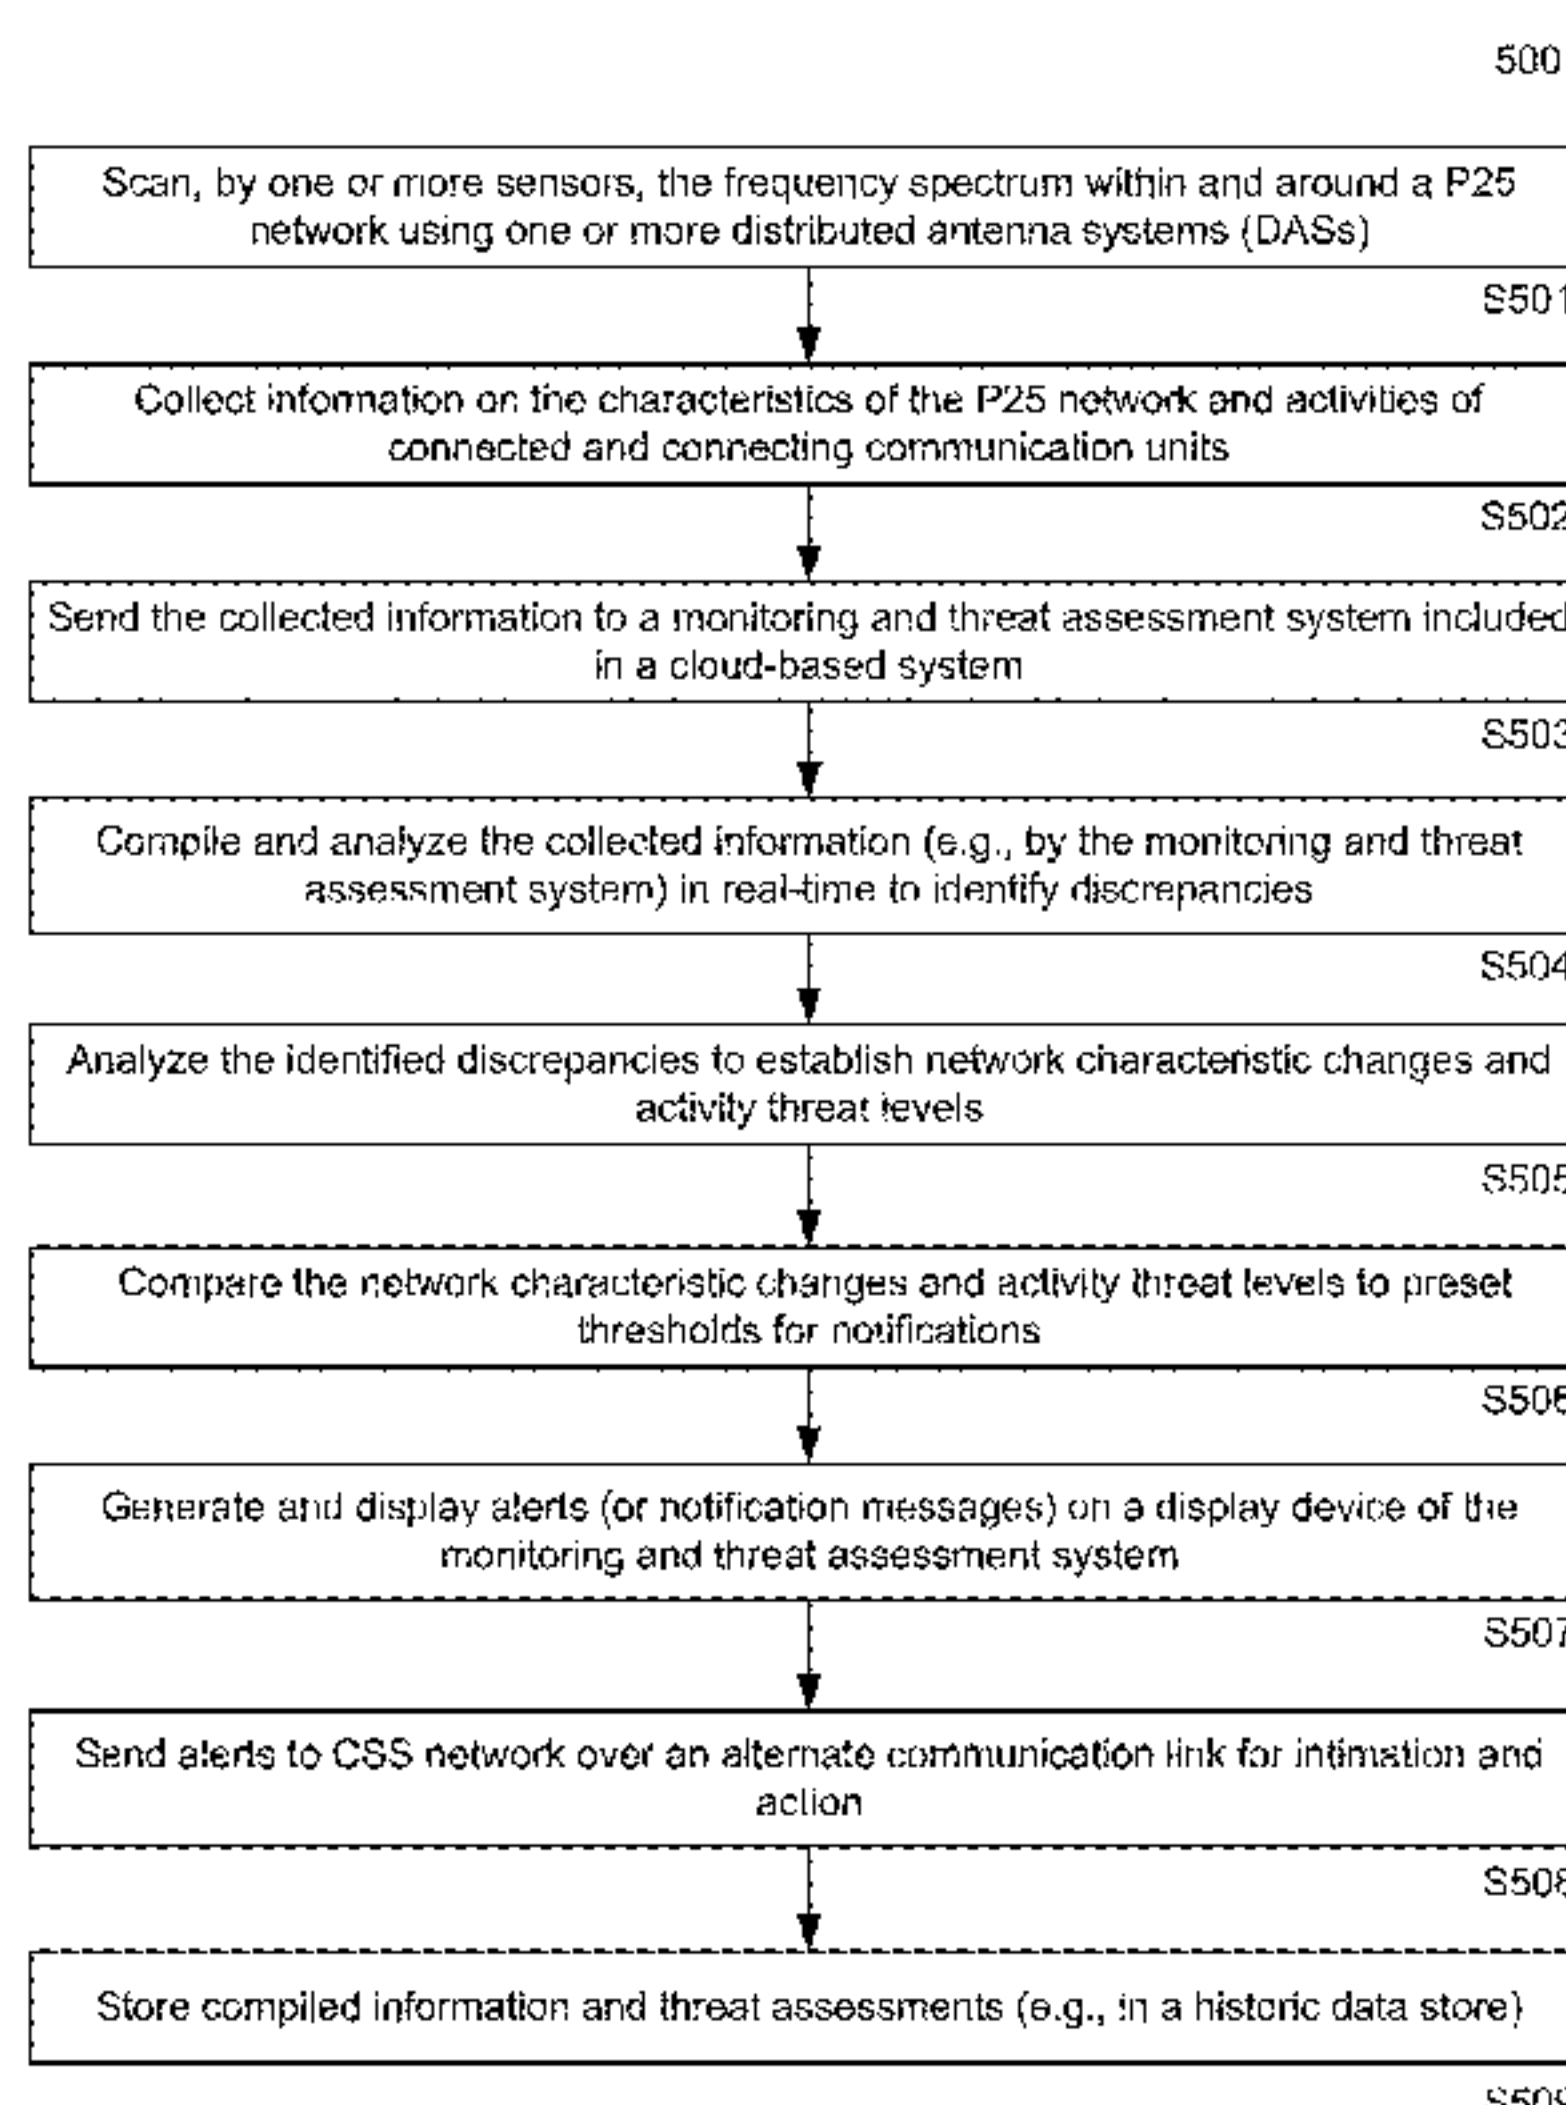 500
Scan, by one or more sensors, the frequency spectrum within and around a P25
network using one or more distributed antenna systems (DASs)
S501
Collect information on the characteristics of the P25 network and activities of
connected and connecting communication units
S502
Send the collected information to a monitoring and threat assessment system included
in a cloud-based system
S503
Compile and analyze the collected information (e.g., by the monitoring and threat
assessment system) in real-time to identify discrepancies
S504
Analyze the identified discrepancies to establish network characteristic changes and
activity threat levels
S505
Compare the network characteristic changes and activity threat levels to preset
thresholds for notifications
S506
Generate and display alerts (or notification messages) on a display device of the
monitoring and threat assessment system
S507
Send alerts to CSS network over an alternate communication link for intimation and
action
S508
Store compiled information and threat assessments (e.g., in a historic data store)
S509